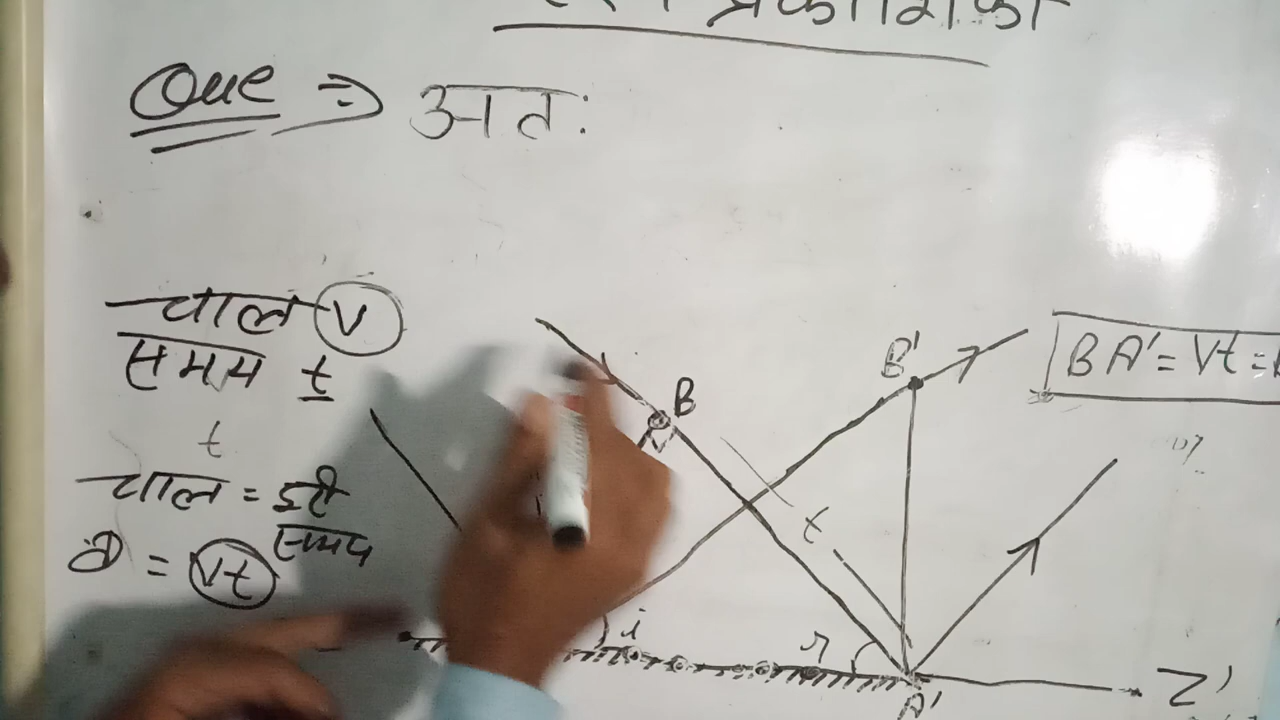 Que ⇒ अतः
चाल V
समय t
t
चाल = दूरी
समय
= Vt
B
B'
BA' = Vt =
t
i
r
A'
Z'